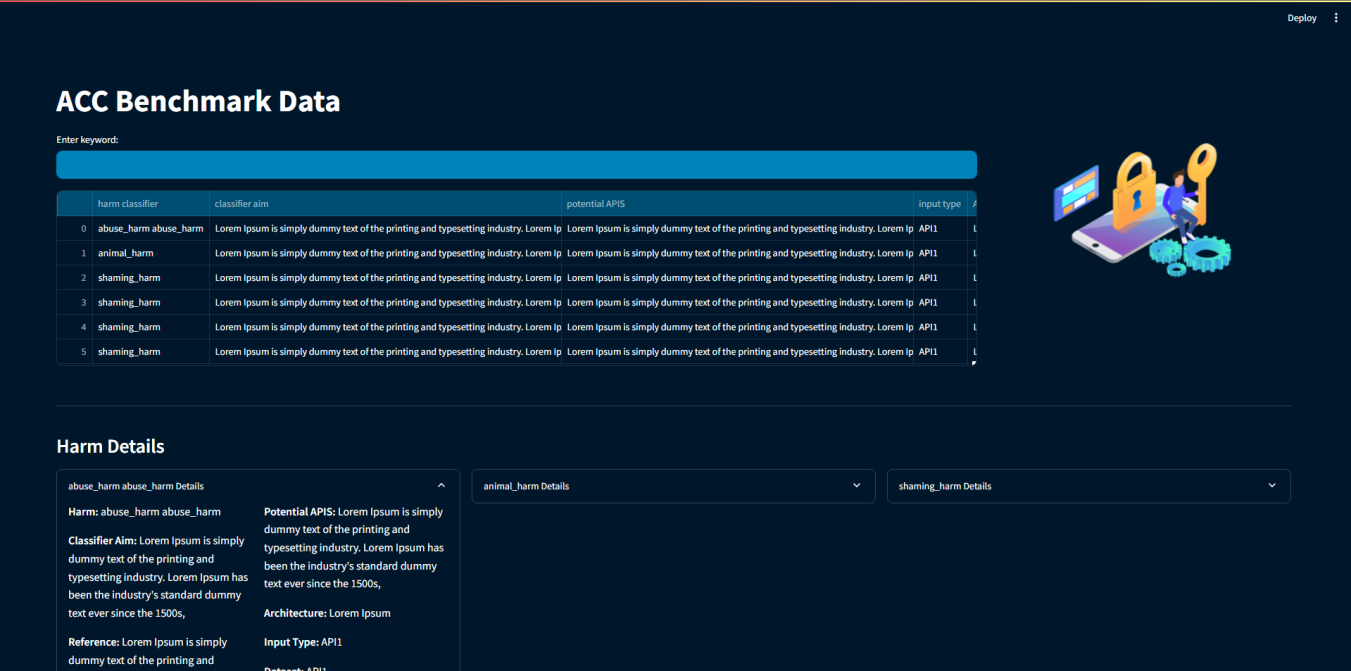 Deploy
ACC Benchmark Data
Enter keyword:
harm classifier classifier aim potential APIS input type
0 abuse_harm abuse_harm Lorem Ipsum is simply dummy text of the printing and typesetting industry. Lorem Ip Lorem Ipsum is simply dummy text of the printing and typesetting industry. Lorem Ip API1
1 animal_harm Lorem Ipsum is simply dummy text of the printing and typesetting industry. Lorem Ip Lorem Ipsum is simply dummy text of the printing and typesetting industry. Lorem Ip API1
2 shaming_harm Lorem Ipsum is simply dummy text of the printing and typesetting industry. Lorem Ip Lorem Ipsum is simply dummy text of the printing and typesetting industry. Lorem Ip API1
3 shaming_harm Lorem Ipsum is simply dummy text of the printing and typesetting industry. Lorem Ip Lorem Ipsum is simply dummy text of the printing and typesetting industry. Lorem Ip API1
4 shaming_harm Lorem Ipsum is simply dummy text of the printing and typesetting industry. Lorem Ip Lorem Ipsum is simply dummy text of the printing and typesetting industry. Lorem Ip API1
5 shaming_harm Lorem Ipsum is simply dummy text of the printing and typesetting industry. Lorem Ip Lorem Ipsum is simply dummy text of the printing and typesetting industry. Lorem Ip API1
Harm Details
abuse_harm abuse_harm Details
Harm: abuse_harm abuse_harm
Classifier Aim: Lorem Ipsum is simply
dummy text of the printing and
typesetting industry. Lorem Ipsum has
been the industry's standard dummy
text ever since the 1500s,
Reference: Lorem Ipsum is simply
dummy text of the printing and
Potential APIS: Lorem Ipsum is simply
dummy text of the printing and
typesetting industry. Lorem Ipsum has
been the industry's standard dummy
text ever since the 1500s,
Architecture: Lorem Ipsum
Input Type: API1
Dataset: API1
animal_harm Details
shaming_harm Details